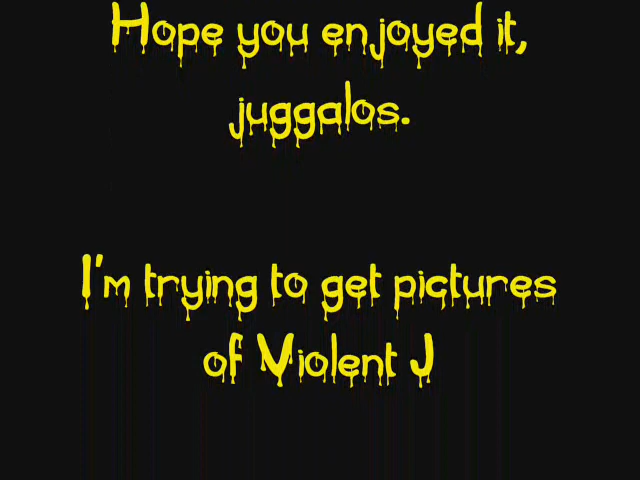 Hope you enjoyed it,
juggalos.
I'm trying to get pictures
of Violent J